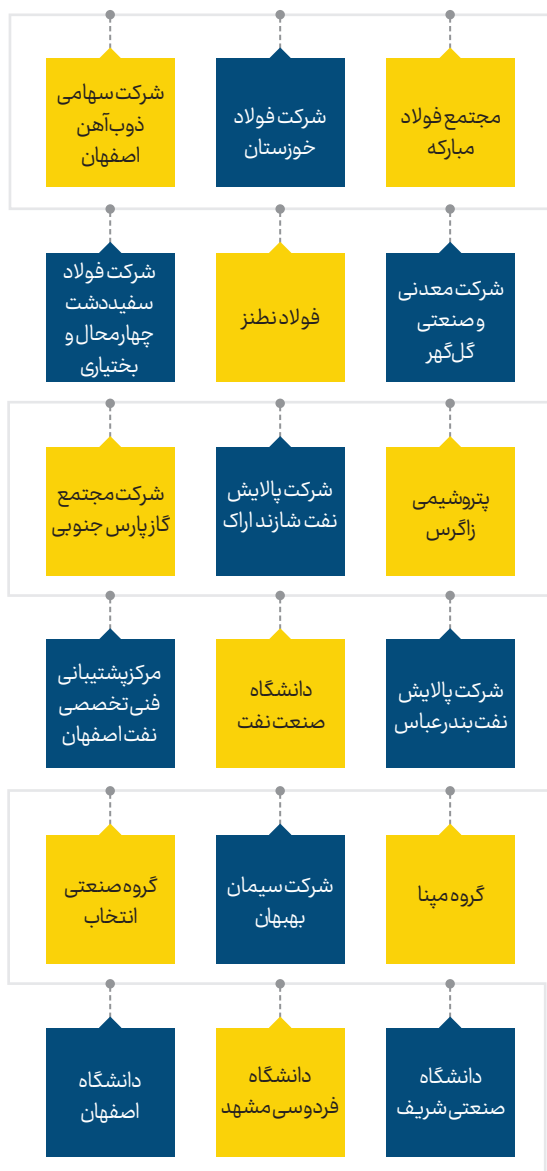 مجتمع فولاد
مبارکه
شرکت فولاد
خوزستان
شرکت سهامی
ذوب‌آهن
اصفهان
شرکت معدنی
و صنعتی
گل‌گهر
فولاد نطنز
شرکت فولاد
سفیددشت
چهارمحال و
بختیاری
پتروشیمی
زاگرس
شرکت پالایش
نفت شازند اراک
شرکت مجتمع
گاز پارس جنوبی
شرکت پالایش
نفت بندرعباس
دانشگاه
صنعت نفت
مرکز پشتیبانی
فنی تخصصی
نفت اصفهان
گروه مپنا
شرکت سیمان
بهبهان
گروه صنعتی
انتخاب
دانشگاه
صنعتی شریف
دانشگاه
فردوسی مشهد
دانشگاه
اصفهان